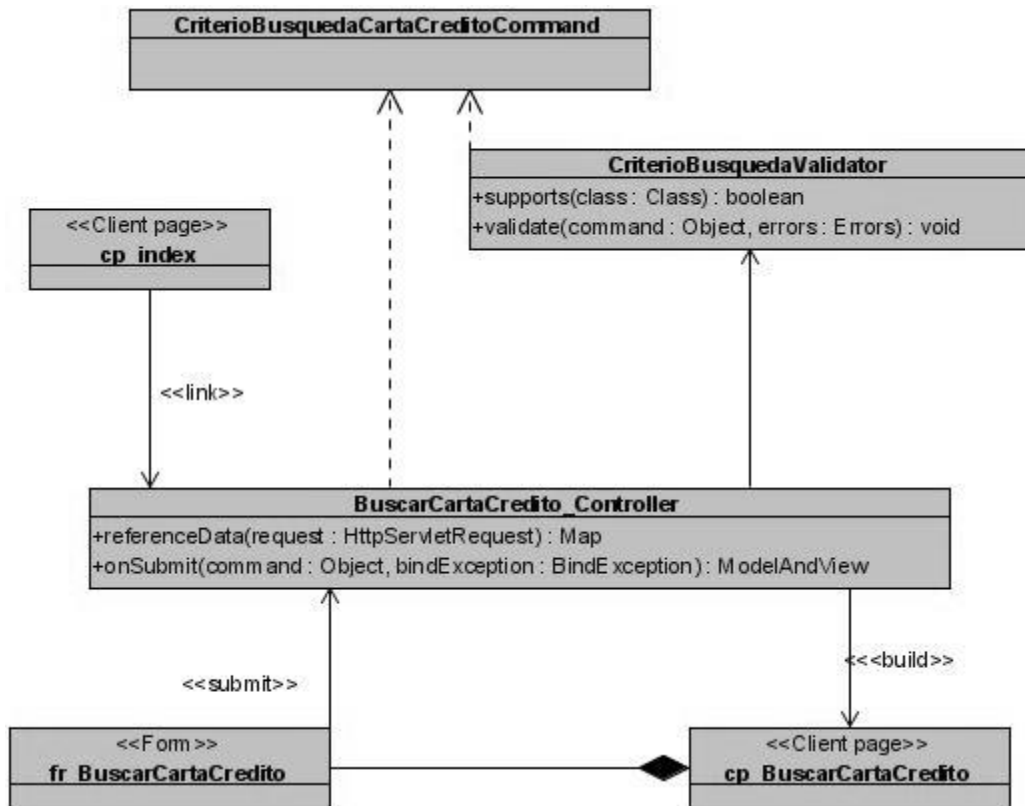 CriterioBusquedaCartaCreditoCommand
CriterioBusquedaValidator
+supports(class : Class) : boolean
+validate(command : Object, errors : Errors) : void
<<Client page>>
cp_index
<<link>>
BuscarCartaCredito_Controller
+referenceData(request : HttpServletRequest) : Map
+onSubmit(command : Object, bindException : BindException) : ModelAndView
<<submit>>
<<<build>>
<<Form>>
fr_BuscarCartaCredito
<<Client page>>
cp_BuscarCartaCredito